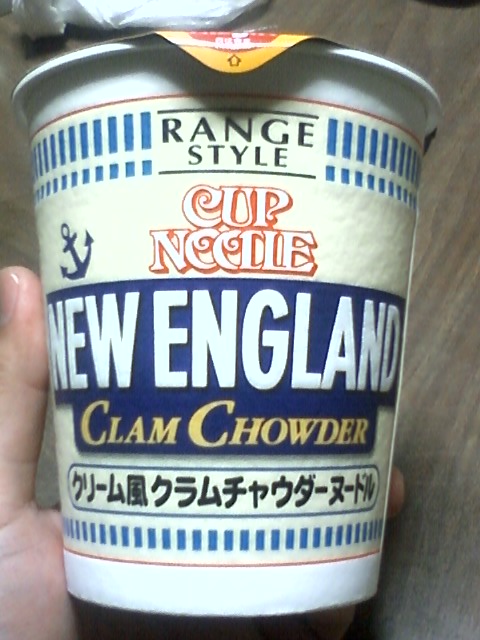 RANGE
STYLE
CUP
NOODLE
NEW ENGLAND
CLAM CHOWDER
クリーム風クラムチャウダーヌードル